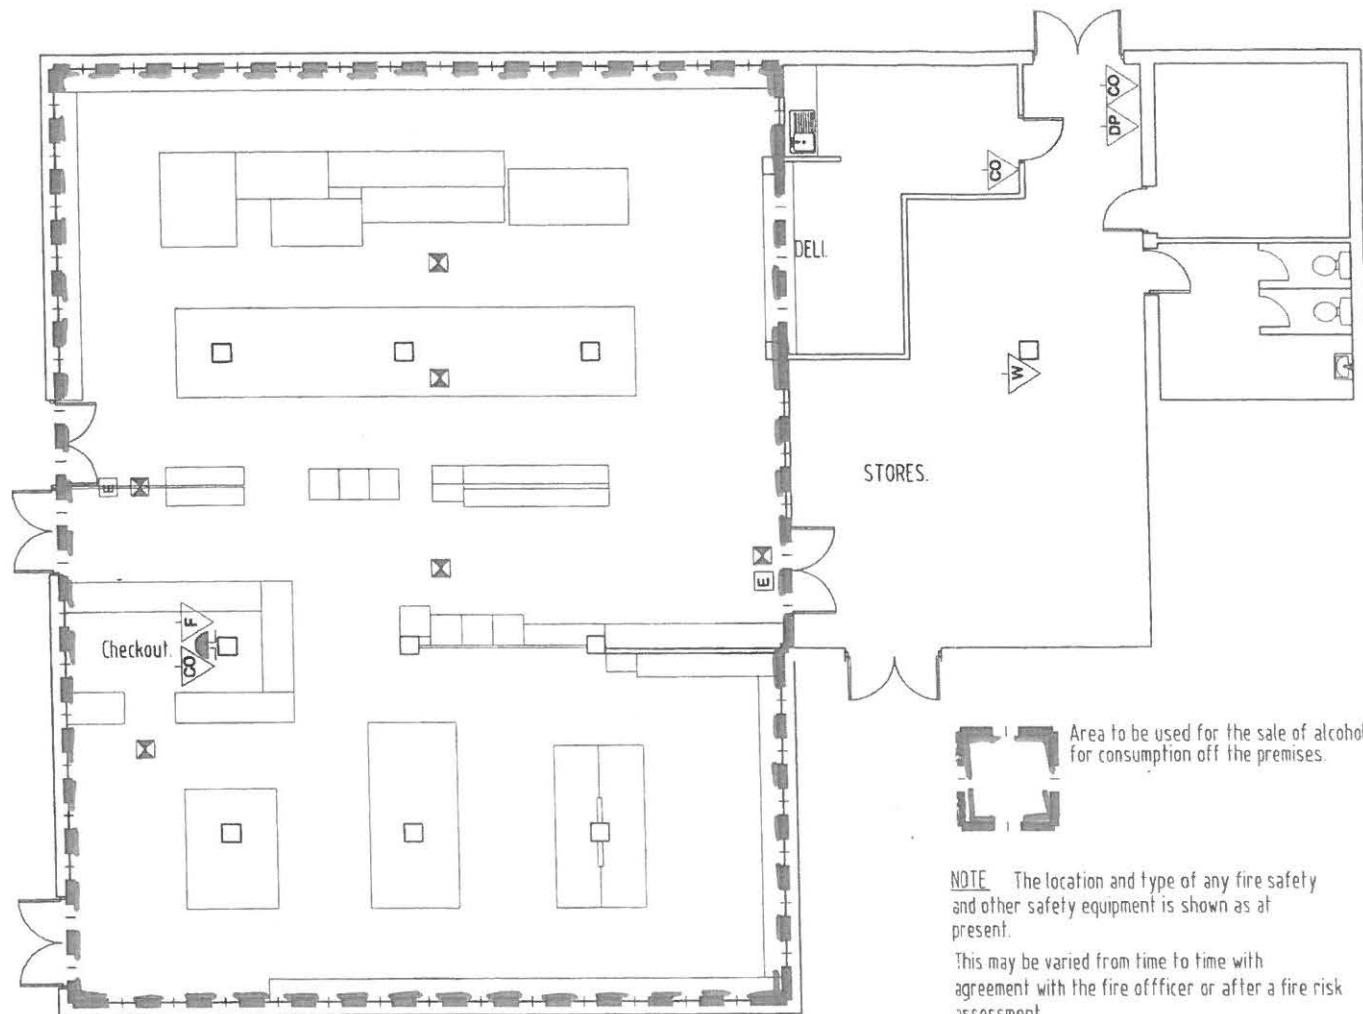 CO
DP
CO
DELI.
W
STORES.
E
E
F
Checkout.
CO
Area to be used for the sale of alcohol
for consumption off the premises.
NOTE The location and type of any fire safety
and other safety equipment is shown as at
present.
This may be varied from time to time with
agreement with the fire offficer or after a fire risk
assessment